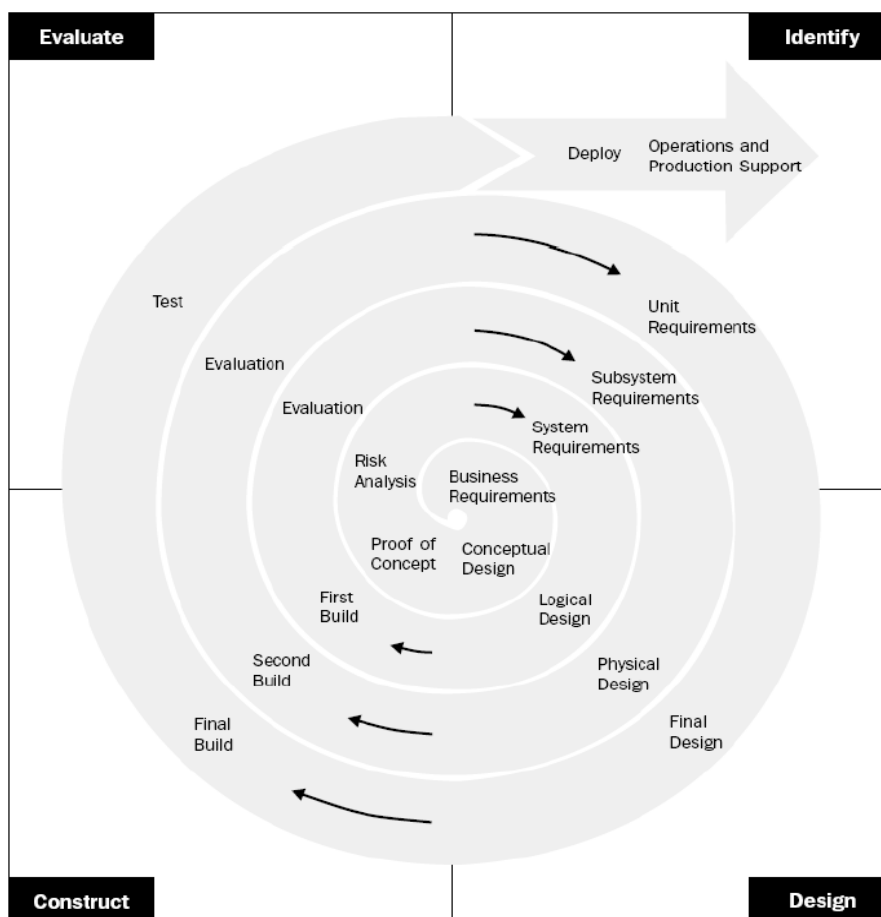 Evaluate
Identify
Deploy
Operations and
Production Support
Test
Unit
Requirements
Evaluation
Subsystem
Requirements
Evaluation
System
Requirements
Risk
Analysis
Business
Requirements
Proof of
Concept
Conceptual
Design
First
Build
Logical
Design
Second
Build
Physical
Design
Final
Build
Final
Design
Construct
Design